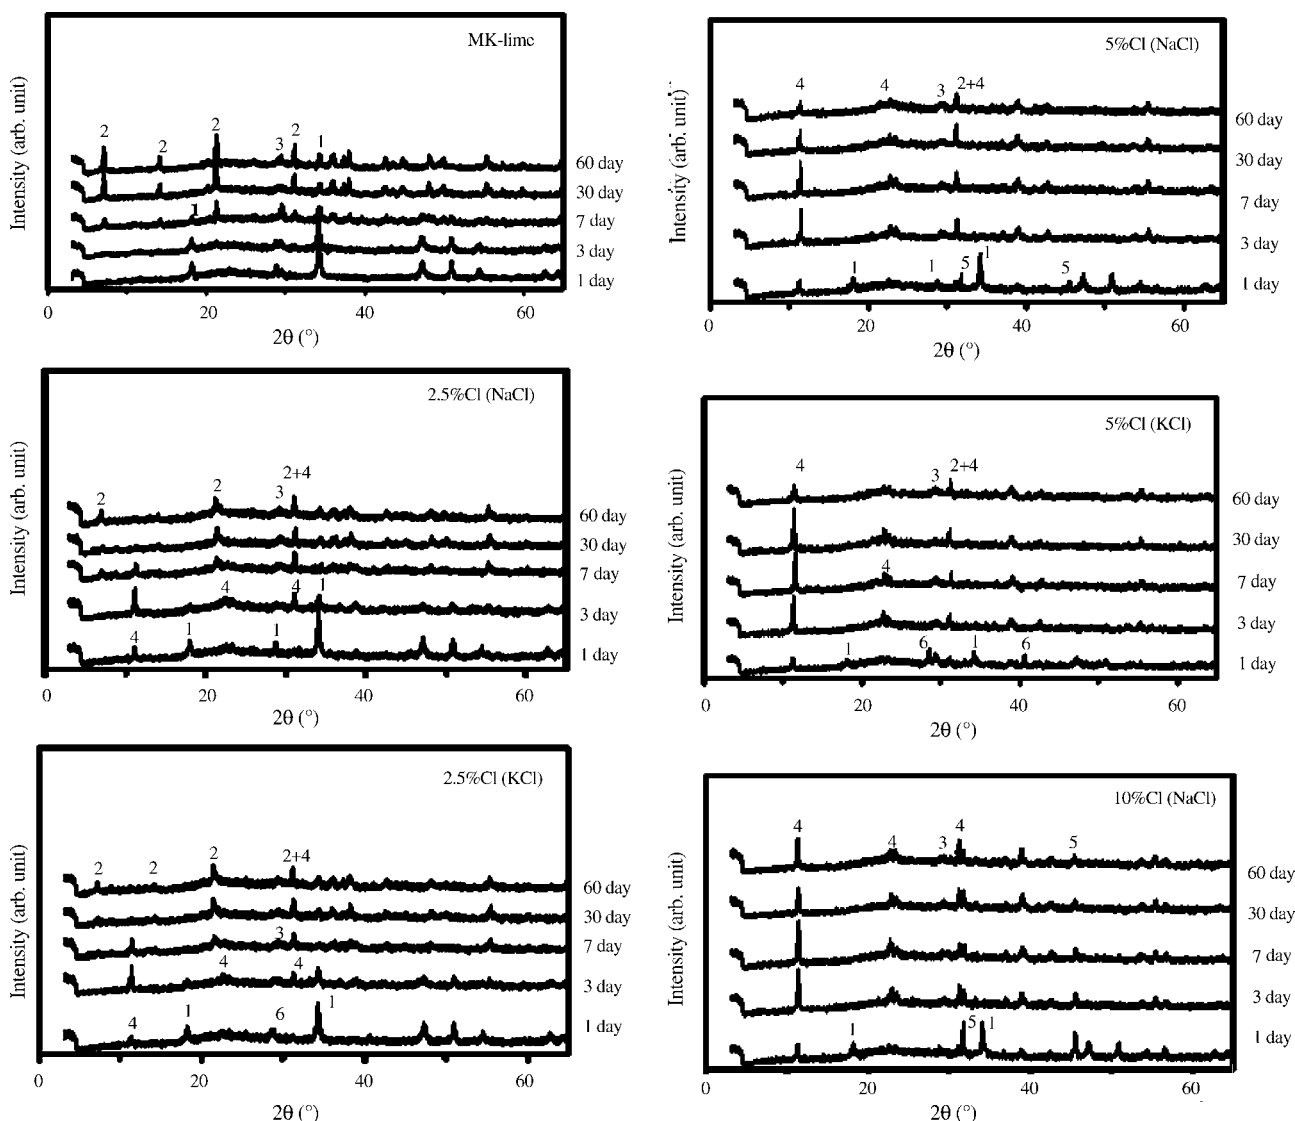 MK-lime
Intensity (arb. unit)
2
2
2
3
2
1
60 day
30 day
1
7 day
3 day
1 day
0
20
40
60
2θ (°)
5%Cl (NaCl)
Intensity (arb. unit)
4
4
3
2+4
60 day
30 day
7 day
3 day
1
1
5
1
5
1 day
0
20
40
60
2θ (°)
2.5%Cl (NaCl)
Intensity (arb. unit)
2
2
3
2+4
60 day
30 day
7 day
4
4
1
3 day
4
1
1
1 day
0
20
40
60
2θ (°)
5%Cl (KCl)
Intensity (arb. unit)
4
3
2+4
60 day
30 day
4
7 day
3 day
1
6
1
6
1 day
0
20
40
60
2θ (°)
2.5%Cl (KCl)
Intensity (arb. unit)
2
2
2
2+4
60 day
30 day
3
7 day
4
4
3 day
4
1
6
1
1 day
0
20
40
60
2θ (°)
10%Cl (NaCl)
Intensity (arb. unit)
4
4
3
4
5
60 day
30 day
7 day
3 day
1
5
1
1 day
0
20
40
60
2θ (°)